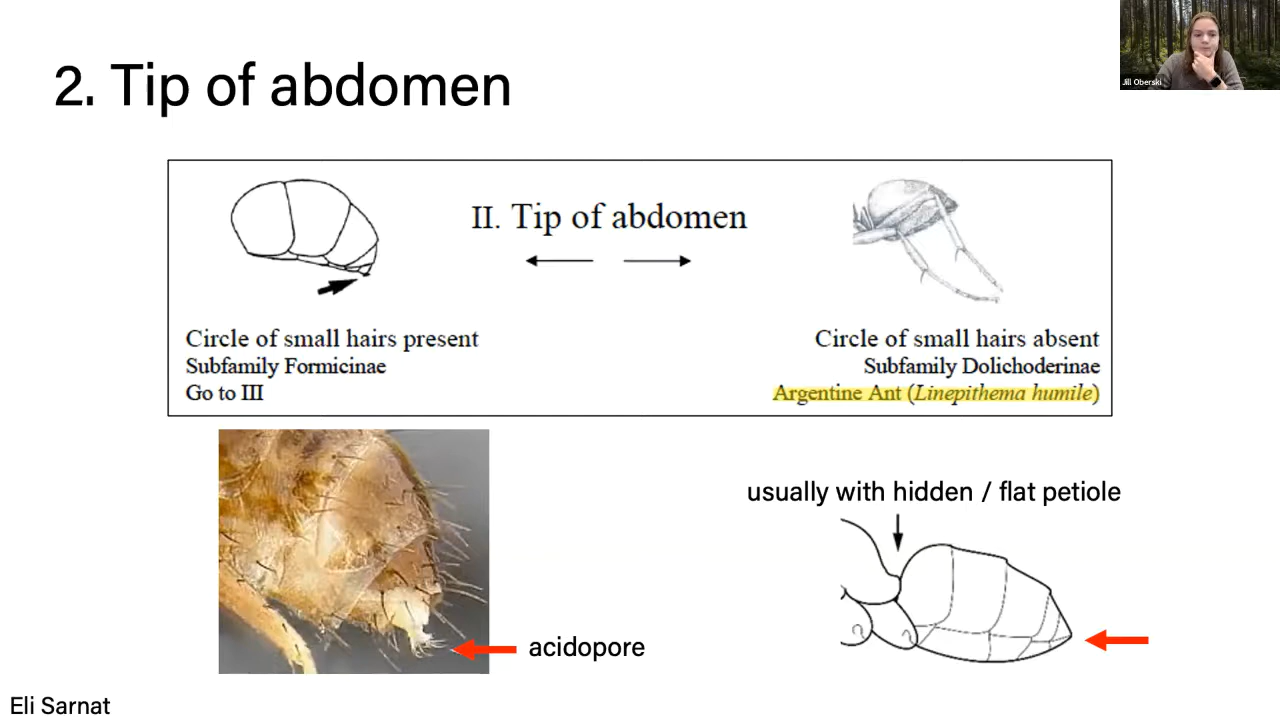 Jill Oberski
2. Tip of abdomen
II. Tip of abdomen
Circle of small hairs present
Subfamily Formicinae
Go to III
Circle of small hairs absent
Subfamily Dolichoderinae
Argentine Ant (Linepithema humile)
usually with hidden / flat petiole
acidopore
Eli Sarnat